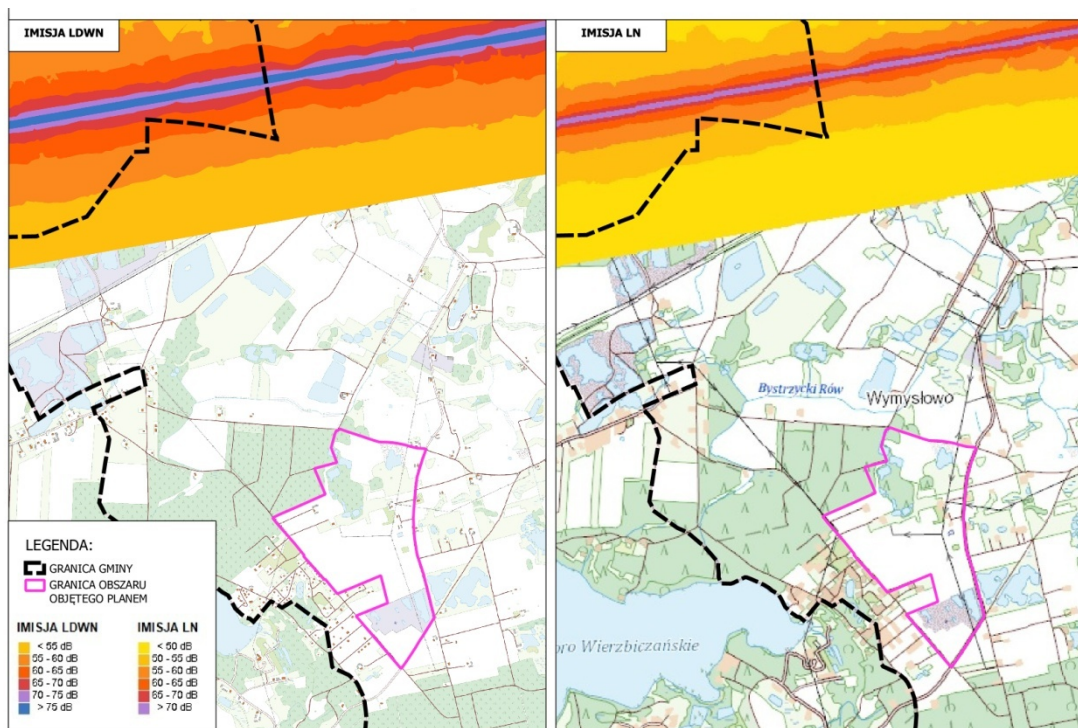 IMISJA LDWN
IMISJA LN
Bystrzycki Rów
Wymysłowo
oro Wierzbiczańskie
LEGENDA:
GRANICA GMINY
GRANICA OBSZARU
OBJĘTEGO PLANEM
IMISJA LDWN
< 55 dB
55 - 60 dB
60 - 65 dB
65 - 70 dB
70 - 75 dB
> 75 dB
IMISJA LN
< 50 dB
50 - 55 dB
55 - 60 dB
60 - 65 dB
65 - 70 dB
> 70 dB